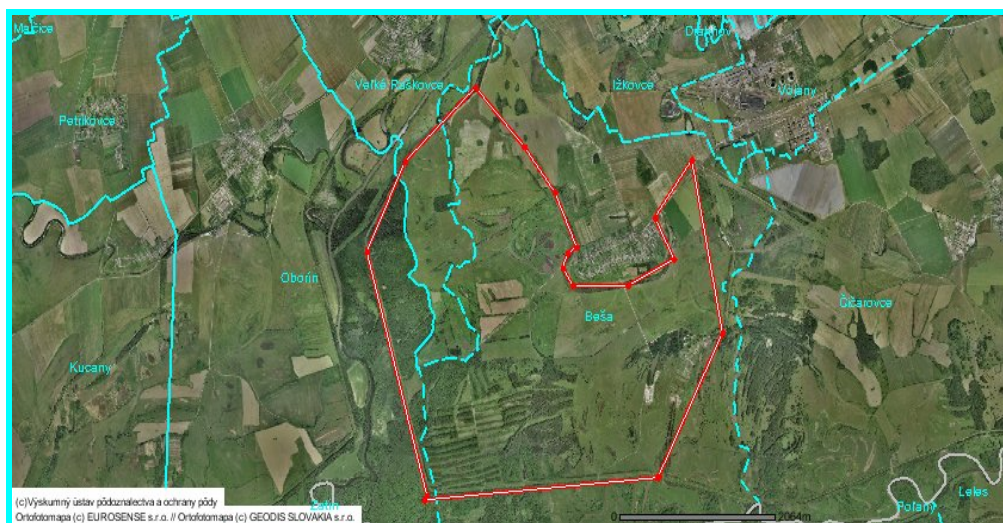 Malčice
Drahňov
Veľké Raškovce
Ižkovce
Vojany
Petrikovce
Oborín
Čičarovce
Beša
Kucany
Leles
Zatín
Poľany
0 2064m
(c)Výskumný ústav pôdoznalectva a ochrany pôdy
Ortofotomapa (c) EUROSENSE s.r.o. // Ortofotomapa (c) GEODIS SLOVAKIA s.r.o.